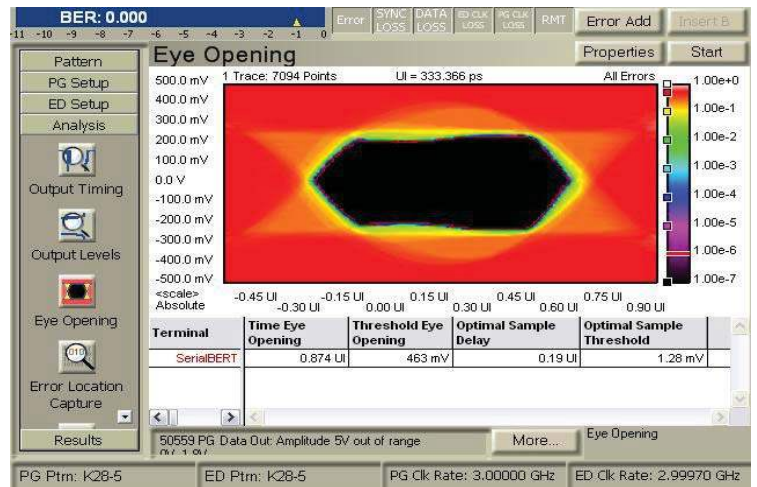 BER: 0.000
-11 -10 -9 -8 -7 -6 -5 -4 -3 -2 -1 0
Error
SYNC LOSS
DATA LOSS
ED CLK LOSS
PG CLK LOSS
RMT
Error Add
Insert B
Eye Opening
Properties
Start
Pattern
PG Setup
ED Setup
Analysis
Output Timing
Output Levels
Eye Opening
Error Location
Capture
Results
1 Trace: 7094 Points UI = 333.366 ps All Errors
500.0 mV
400.0 mV
300.0 mV
200.0 mV
100.0 mV
0.0 V
-100.0 mV
-200.0 mV
-300.0 mV
-400.0 mV
-500.0 mV
1.00e+0
1.00e-1
1.00e-2
1.00e-3
1.00e-4
1.00e-5
1.00e-6
1.00e-7
<scale> -0.45 UI -0.15 UI 0.15 UI 0.45 UI 0.75 UI
Absolute -0.30 UI 0.00 UI 0.30 UI 0.60 UI 0.90 UI
Terminal
Time Eye Opening
Threshold Eye Opening
Optimal Sample Delay
Optimal Sample Threshold
SerialBERT 0.874 UI 463 mV 0.19 UI 1.28 mV
50559 PG Data Out: Amplitude 5V out of range
More...
Eye Opening
PG Ptrn: K28-5 ED Ptrn: K28-5 PG Clk Rate: 3.00000 GHz ED Clk Rate: 2.99970 GHz